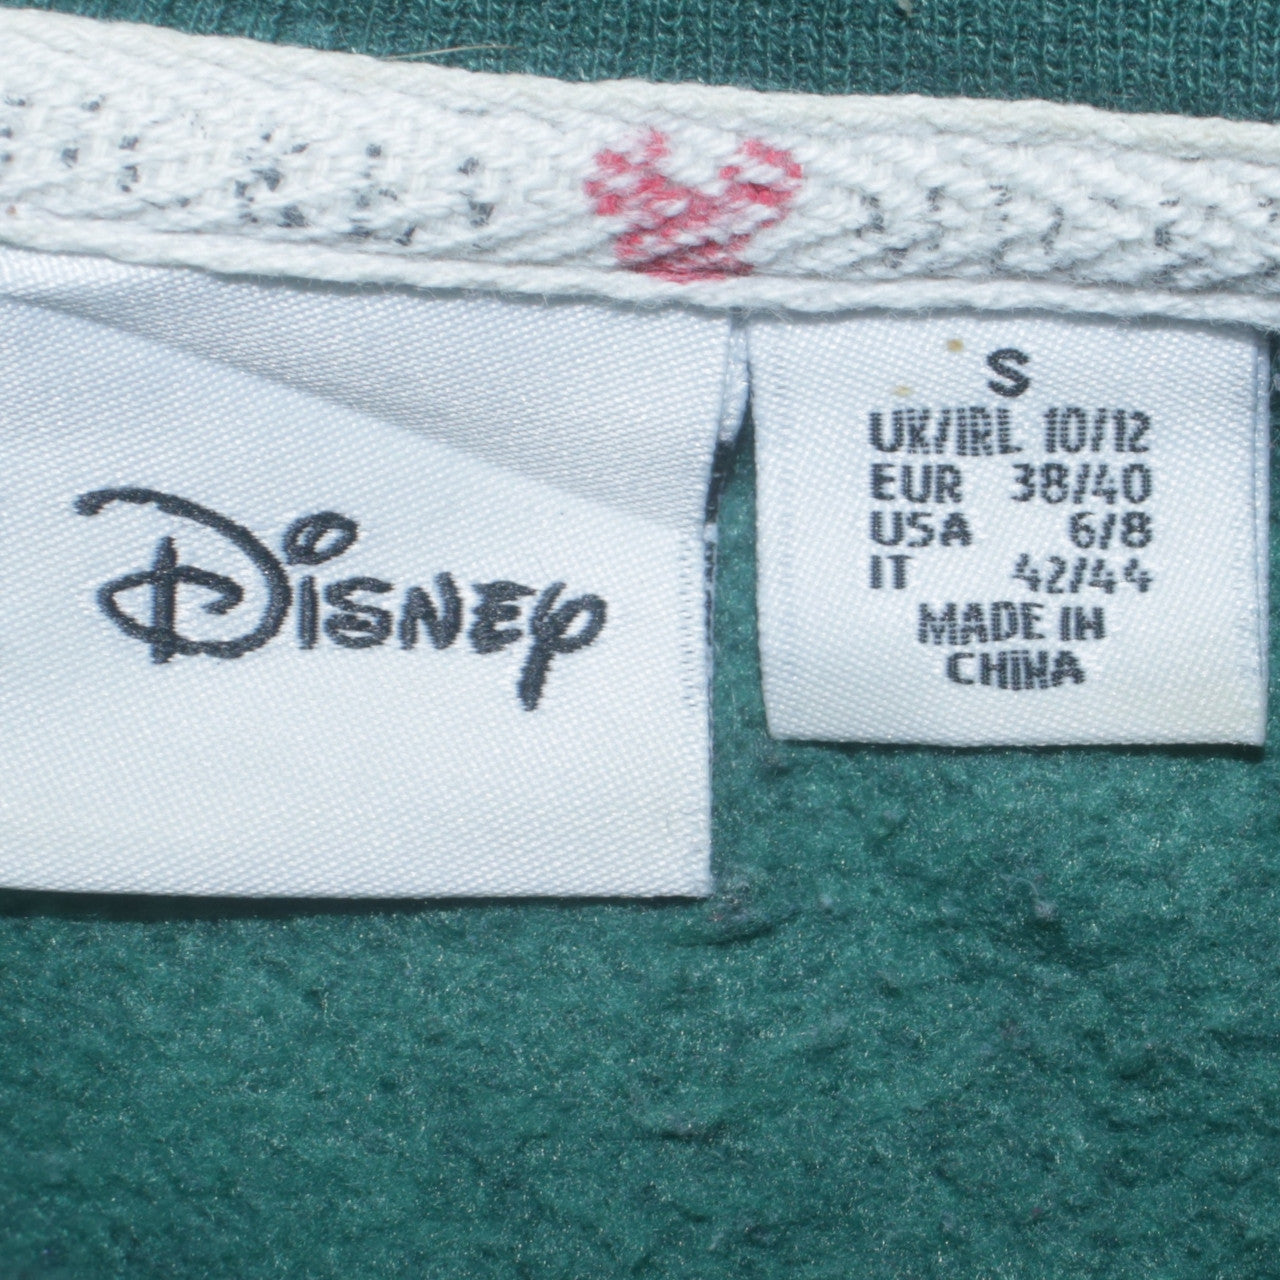 Disney
S
UK/IRL 10/12
EUR 38/40
USA 6/8
IT 42/44
MADE IN
CHINA